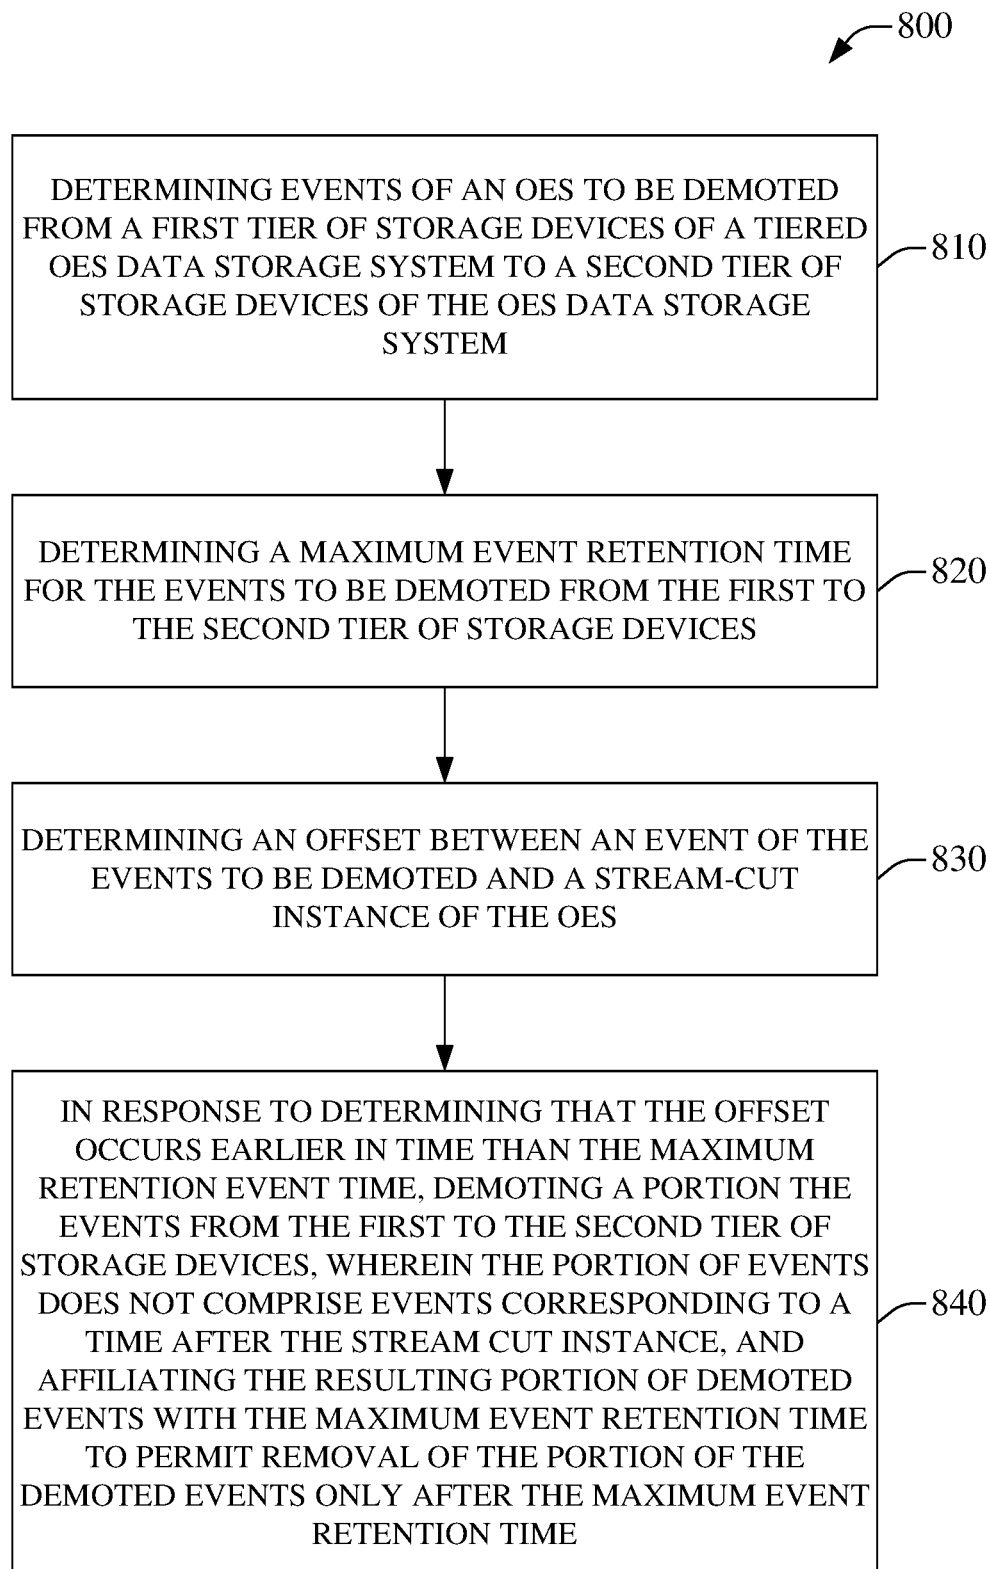 800
DETERMINING EVENTS OF AN OES TO BE DEMOTED
FROM A FIRST TIER OF STORAGE DEVICES OF A TIERED
OES DATA STORAGE SYSTEM TO A SECOND TIER OF
STORAGE DEVICES OF THE OES DATA STORAGE
SYSTEM
810
DETERMINING A MAXIMUM EVENT RETENTION TIME
FOR THE EVENTS TO BE DEMOTED FROM THE FIRST TO
THE SECOND TIER OF STORAGE DEVICES
820
DETERMINING AN OFFSET BETWEEN AN EVENT OF THE
EVENTS TO BE DEMOTED AND A STREAM-CUT
INSTANCE OF THE OES
830
IN RESPONSE TO DETERMINING THAT THE OFFSET
OCCURS EARLIER IN TIME THAN THE MAXIMUM
RETENTION EVENT TIME, DEMOTING A PORTION THE
EVENTS FROM THE FIRST TO THE SECOND TIER OF
STORAGE DEVICES, WHEREIN THE PORTION OF EVENTS
DOES NOT COMPRISE EVENTS CORRESPONDING TO A
TIME AFTER THE STREAM CUT INSTANCE, AND
AFFILIATING THE RESULTING PORTION OF DEMOTED
EVENTS WITH THE MAXIMUM EVENT RETENTION TIME
TO PERMIT REMOVAL OF THE PORTION OF THE
DEMOTED EVENTS ONLY AFTER THE MAXIMUM EVENT
RETENTION TIME
840